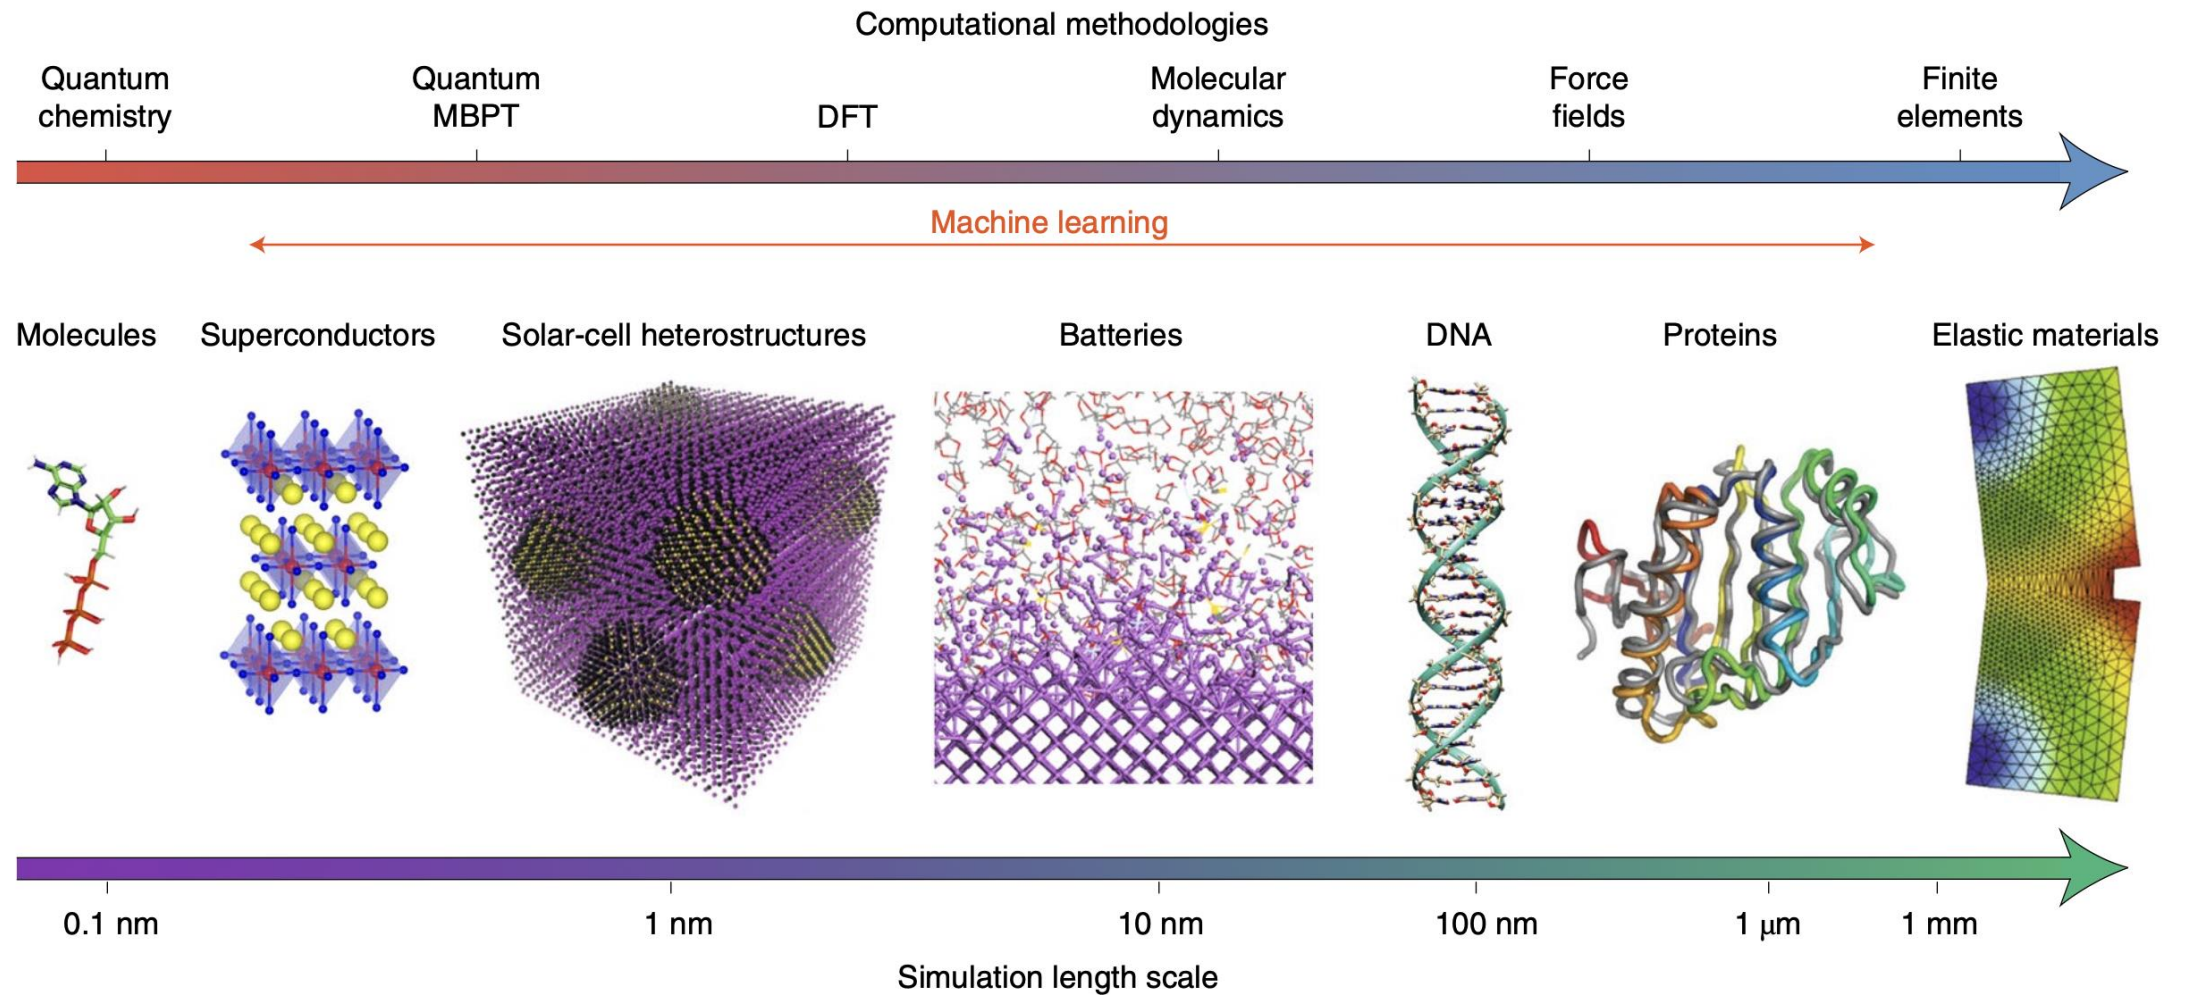 Computational methodologies
Quantum
chemistry
Quantum
MBPT
DFT
Molecular
dynamics
Force
fields
Finite
elements
Machine learning
Molecules
Superconductors
Solar-cell heterostructures
Batteries
DNA
Proteins
Elastic materials
0.1 nm
1 nm
10 nm
100 nm
1 μm
1 mm
Simulation length scale